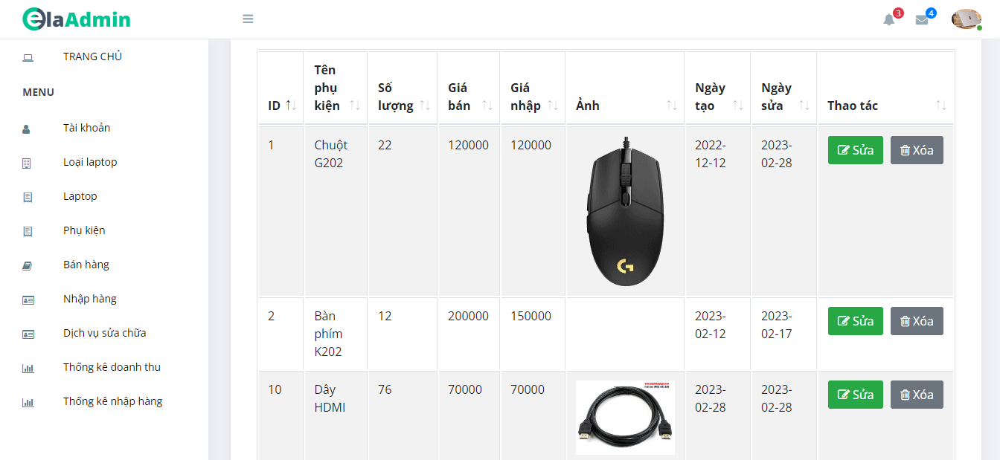 elaAdmin
3
4
TRANG CHỦ
MENU
Tài khoản
Loại laptop
Laptop
Phụ kiện
Bán hàng
Nhập hàng
Dịch vụ sửa chữa
Thống kê doanh thu
Thống kê nhập hàng
ID
Tên
phụ
kiện
Số
lượng
Giá
bán
Giá
nhập
Ảnh
Ngày
tạo
Ngày
sửa
Thao tác
1
Chuột
G202
22
120000
120000
G
2022-
12-12
2023-
02-28
Sửa
Xóa
2
Bàn
phím
K202
12
200000
150000
2023-
02-12
2023-
02-17
Sửa
Xóa
10
Dây
HDMI
76
70000
70000
2023-
02-28
2023-
02-28
Sửa
Xóa